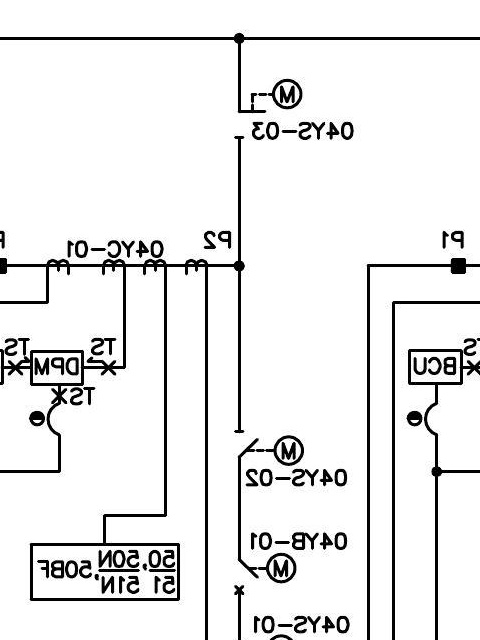 M
04YS-03
P2
P1
04YC-01
TS
DPM
TS
TS
BCU
M
04YS-02
04YB-01
M
50,50N,50BF
51 51N
04YS-01